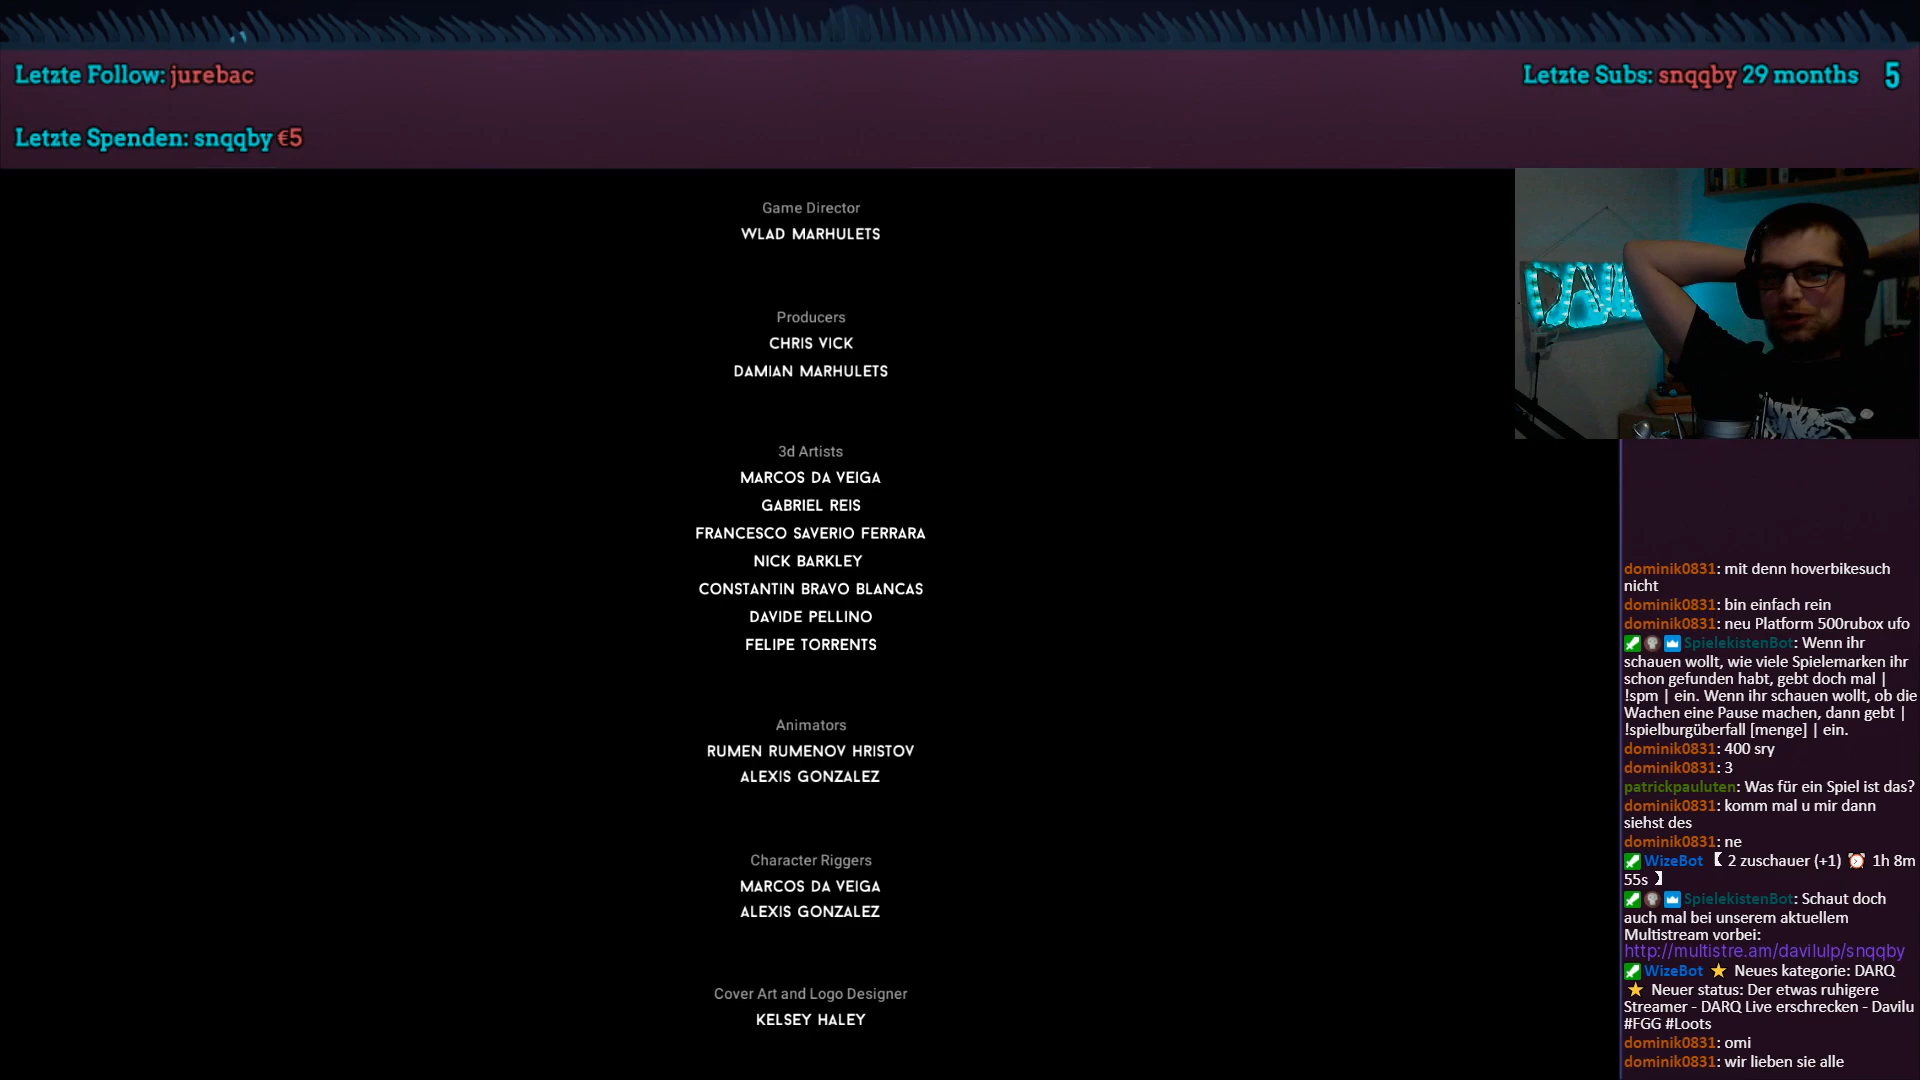 Letzte Follow: jurebac
Letzte Subs: snqqby 29 months 5
Letzte Spenden: snqqby €5
Game Director
WLAD MARHULETS
Producers
CHRIS VICK
DAMIAN MARHULETS
3d Artists
MARCOS DA VEIGA
GABRIEL REIS
FRANCESCO SAVERIO FERRARA
NICK BARKLEY
CONSTANTIN BRAVO BLANCAS
DAVIDE PELLINO
FELIPE TORRENTS
Animators
RUMEN RUMENOV HRISTOV
ALEXIS GONZALEZ
Character Riggers
MARCOS DA VEIGA
ALEXIS GONZALEZ
Cover Art and Logo Designer
KELSEY HALEY
dominik0831: mit denn hoverbikesuch
nicht
dominik0831: bin einfach rein
dominik0831: neu Platform 500rubox ufo
SpielekistenBot: Wenn ihr
schauen wollt, wie viele Spielemarken ihr
schon gefunden habt, gebt doch mal |
!spm | ein. Wenn ihr schauen wollt, ob die
Wachen eine Pause machen, dann gebt |
!spielburgüberfall [menge] | ein.
dominik0831: 400 sry
dominik0831: 3
patrickpauluten: Was für ein Spiel ist das?
dominik0831: komm mal u mir dann
siehst des
dominik0831: ne
WizeBot 【 2 zuschauer (+1) ⏰ 1h 8m
55s 】
SpielekistenBot: Schaut doch
auch mal bei unserem aktuellem
Multistream vorbei:
http://multistre.am/davilulp/snqqby
WizeBot ⭐ Neues kategorie: DARQ
⭐ Neuer status: Der etwas ruhigere
Streamer - DARQ Live erschrecken - Davilu
#FGG #Loots
dominik0831: omi
dominik0831: wir lieben sie alle